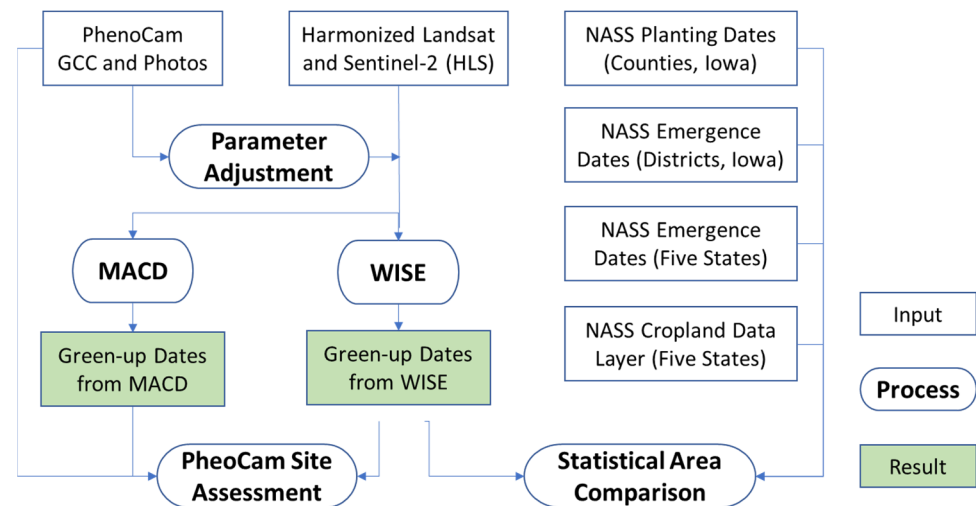 PhenoCam
GCC and Photos
Harmonized Landsat
and Sentinel-2 (HLS)
NASS Planting Dates
(Counties, Iowa)
Parameter
Adjustment
NASS Emergence
Dates (Districts, Iowa)
MACD
WISE
NASS Emergence
Dates (Five States)
Green-up Dates
from MACD
Green-up Dates
from WISE
NASS Cropland Data
Layer (Five States)
PheoCam Site
Assessment
Statistical Area
Comparison
Input
Process
Result